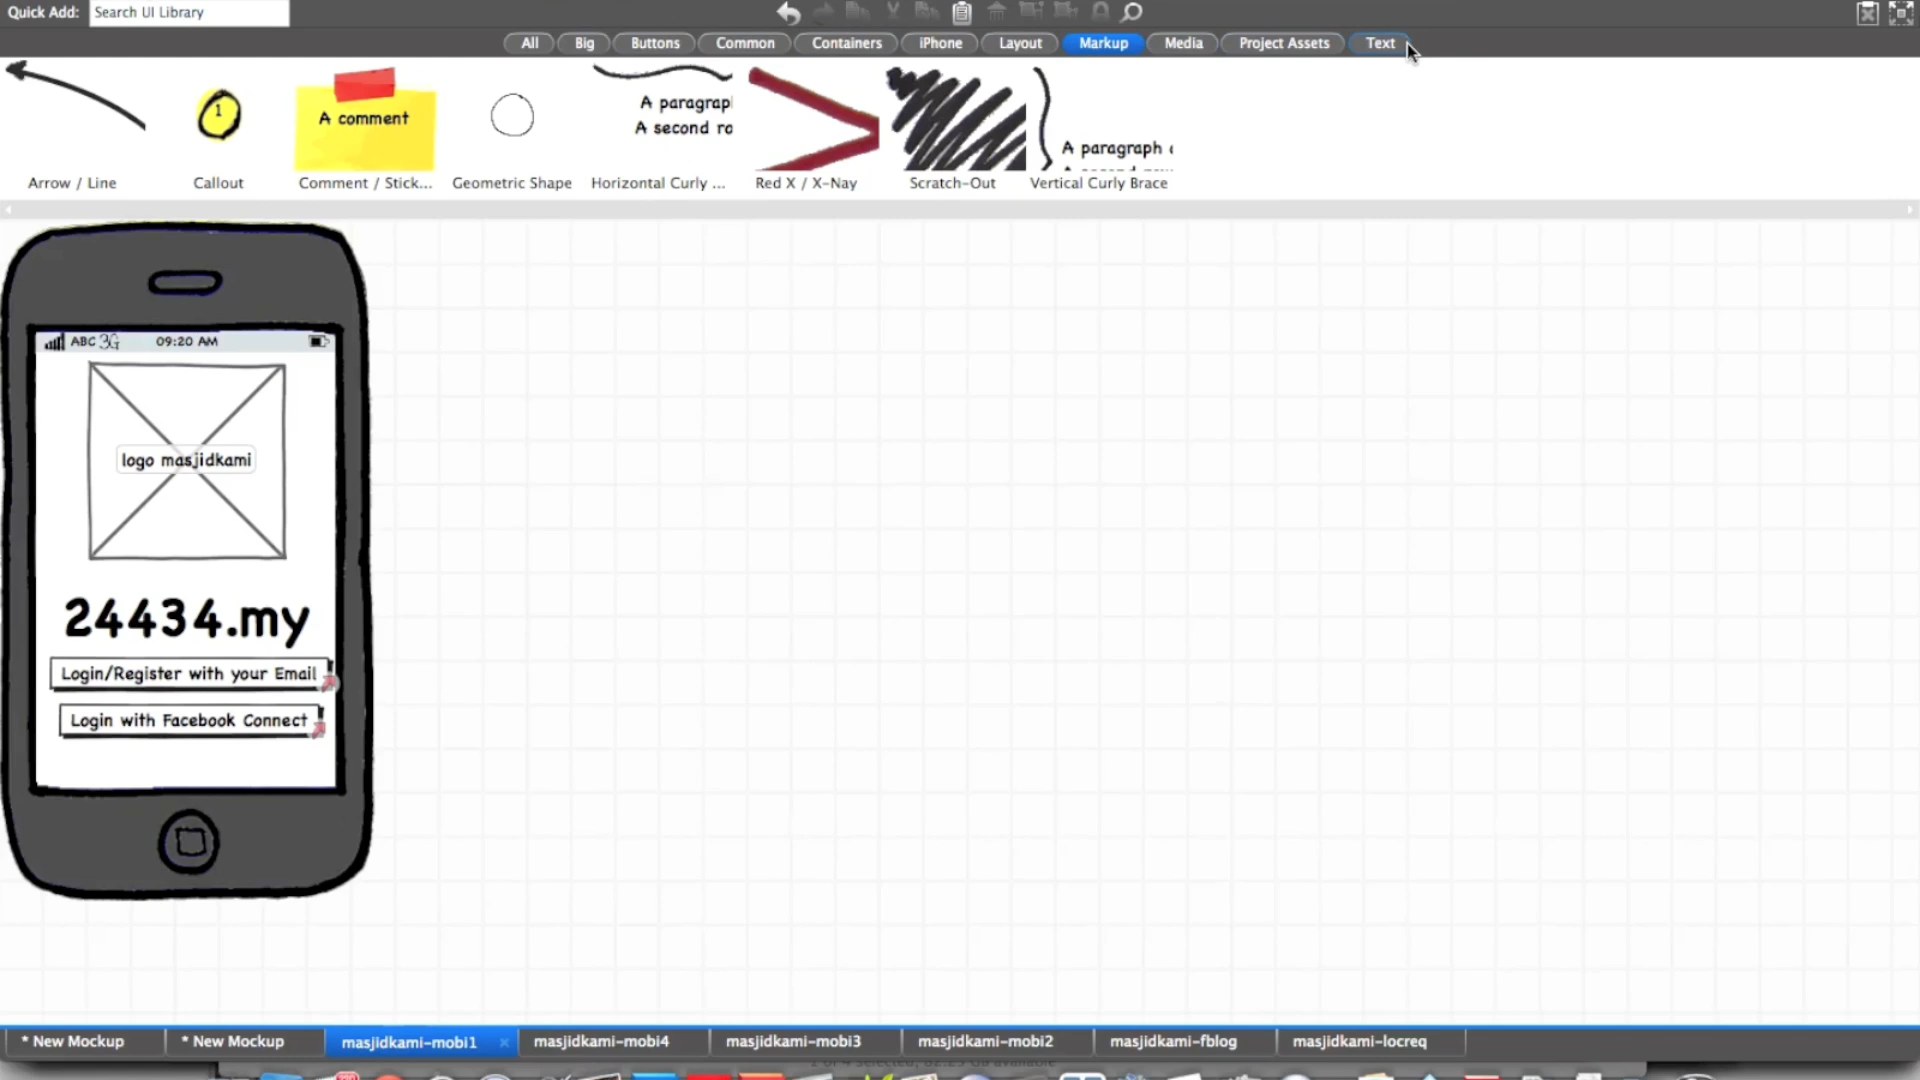 Quick Add: Search UI Library
All Big Buttons Common Containers iPhone Layout Markup Media Project Assets Text
1
A comment
A paragrap
A second ro
A paragraph
Arrow / Line Callout Comment / Stick... Geometric Shape Horizontal Curly ... Red X / X-Nay Scratch-Out Vertical Curly Brace
ABC 3G 09:20 AM
logo masjidkami
24434.my
Login/Register with your Email
Login with Facebook Connect
* New Mockup * New Mockup masjidkami-mobi1 masjidkami-mobi4 masjidkami-mobi3 masjidkami-mobi2 masjidkami-fblog masjidkami-locreq